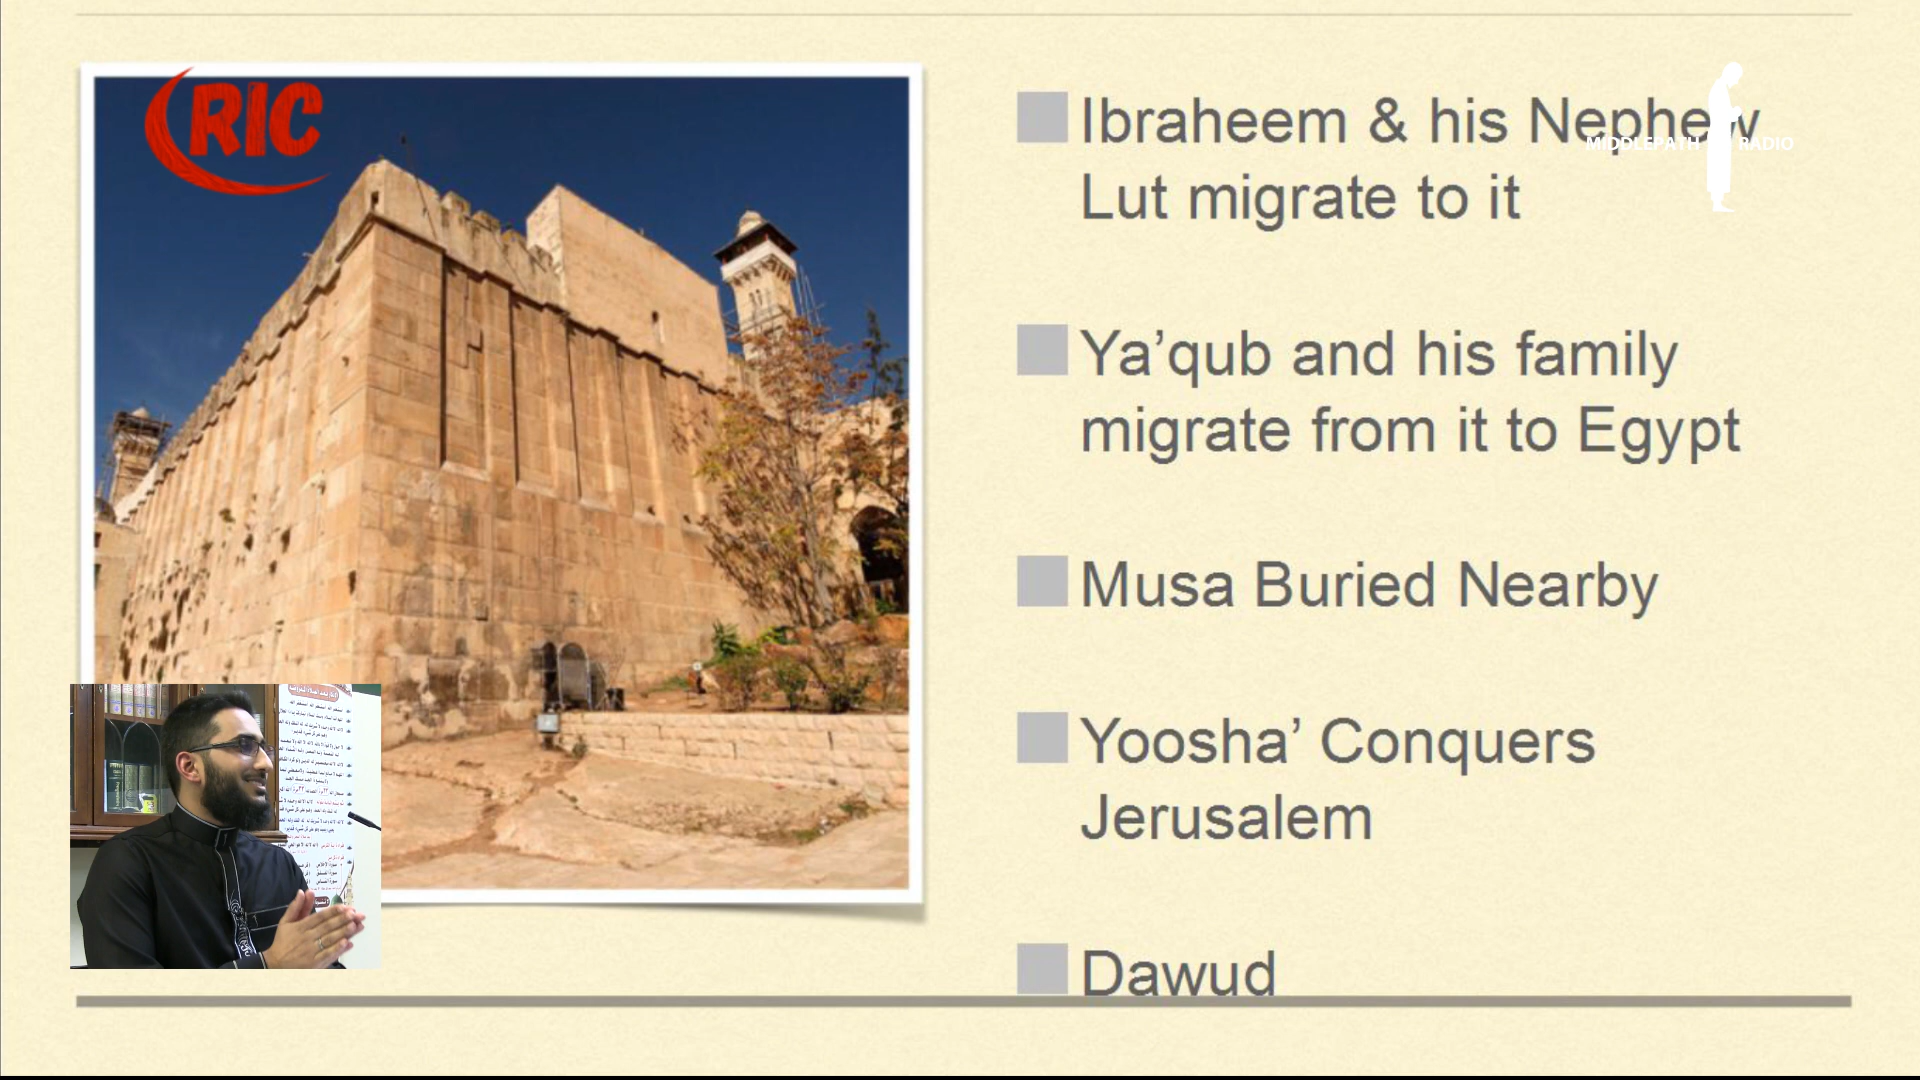 RIC
MIDDLEPATH RADIO
Ibraheem & his Nephew
Lut migrate to it
Ya’qub and his family
migrate from it to Egypt
Musa Buried Nearby
Yoosha’ Conquers
Jerusalem
Dawud